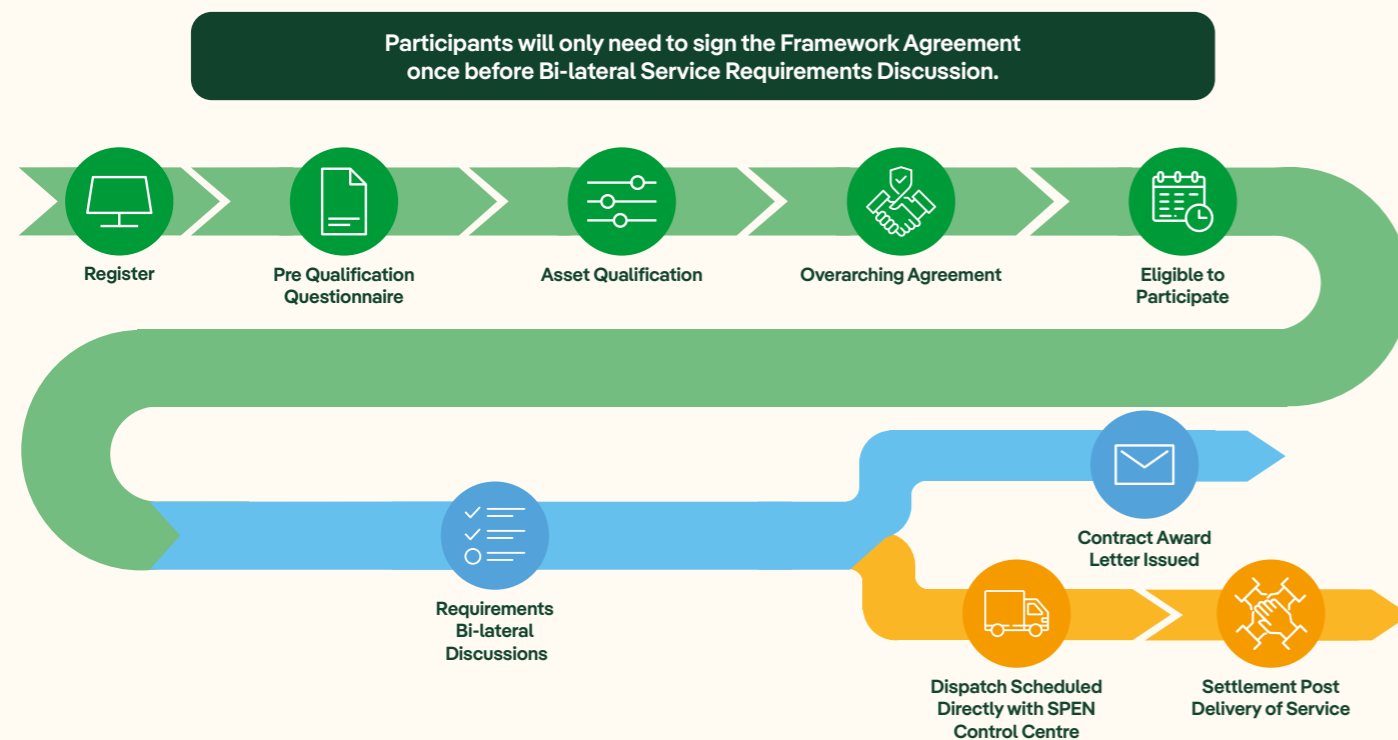 Participants will only need to sign the Framework Agreement
once before Bi-lateral Service Requirements Discussion.
Register
Pre Qualification
Questionnaire
Asset Qualification
Overarching Agreement
Eligible to
Participate
Contract Award
Letter Issued
Requirements
Bi-lateral
Discussions
Dispatch Scheduled
Directly with SPEN
Control Centre
Settlement Post
Delivery of Service